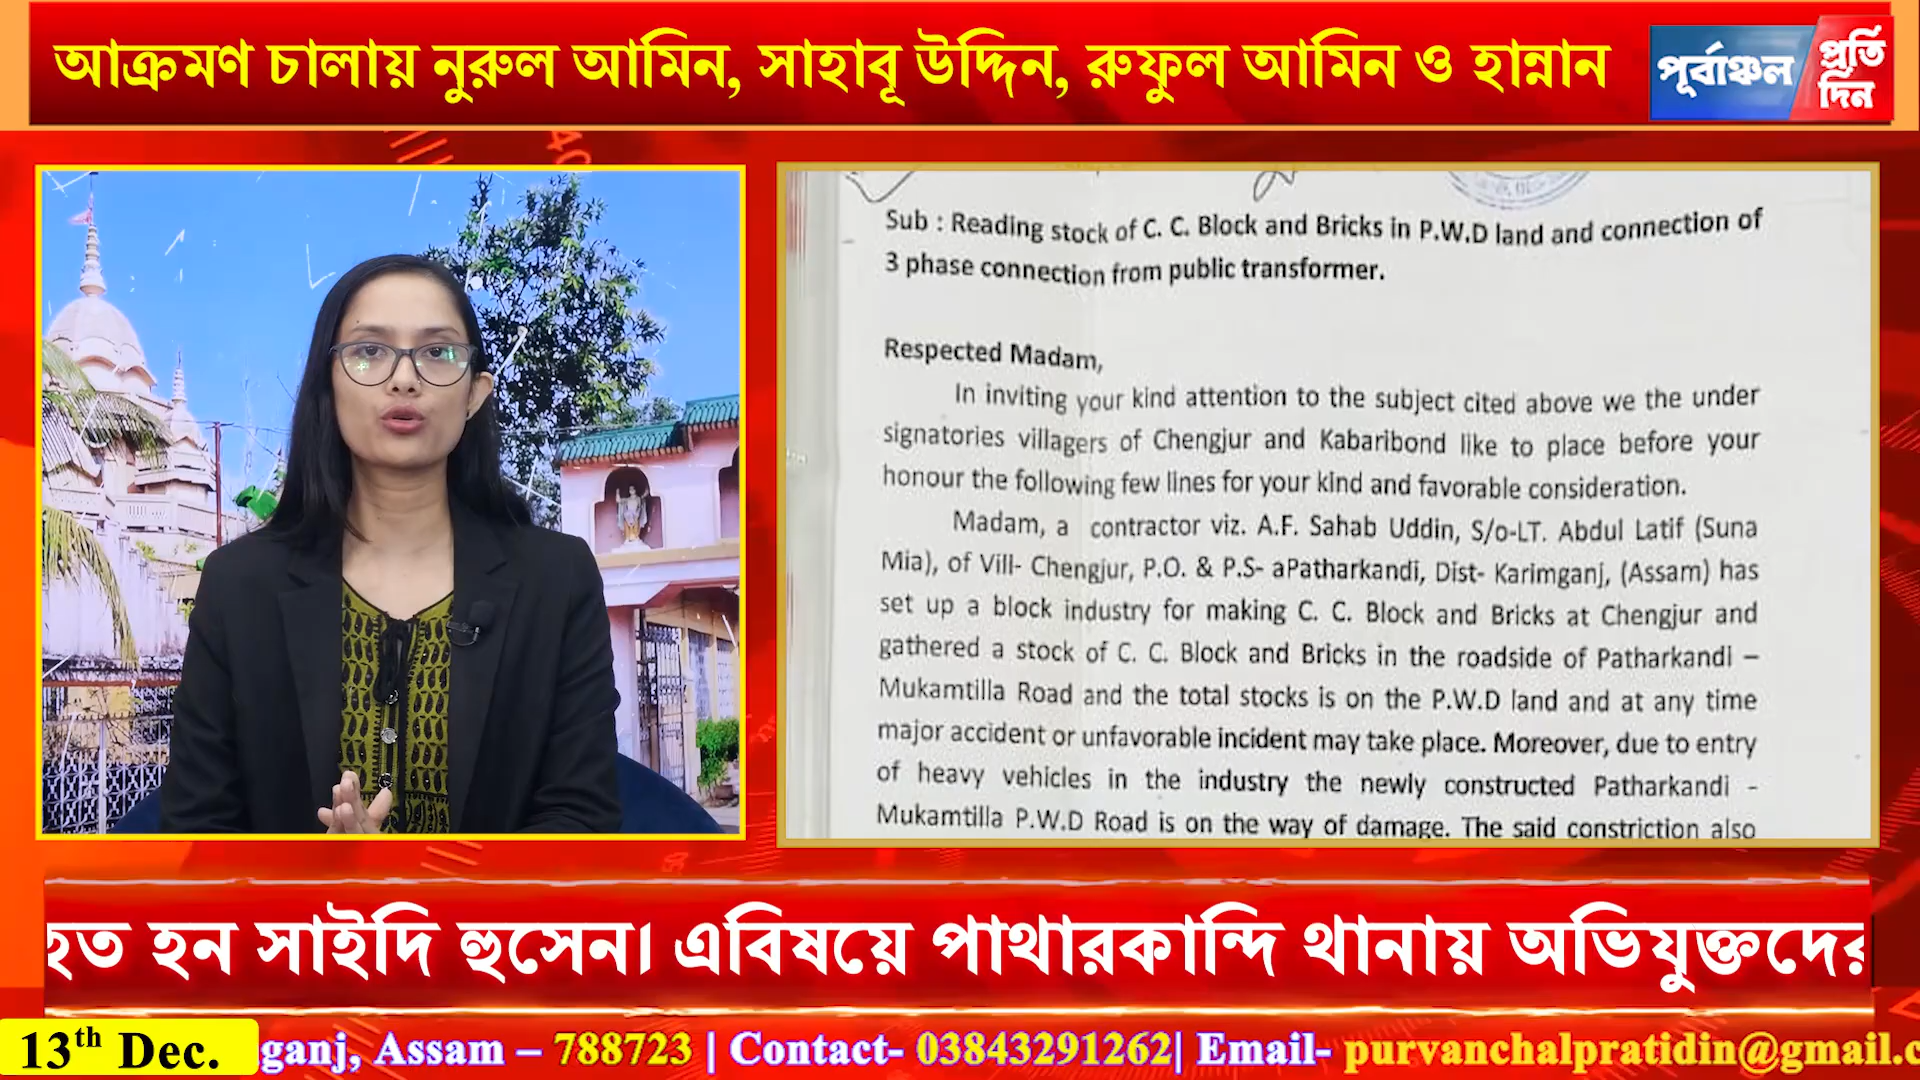 আক্রমণ চালায় নুরুল আমিন, সাহাবূ উদ্দিন, রুফুল আমিন ও হান্নান
পূর্বাঞ্চল
প্রতি
দিন
Sub : Reading stock of C. C. Block and Bricks in P.W.D land and connection of
3 phase connection from public transformer.
Respected Madam,
In inviting your kind attention to the subject cited above we the under
signatories villagers of Chengjur and Kabaribond like to place before your
honour the following few lines for your kind and favorable consideration.
Madam, a contractor viz. A.F. Sahab Uddin, S/o-LT. Abdul Latif (Suna
Mia), of Vill- Chengjur, P.O. & P.S- aPatharkandi, Dist- Karimganj, (Assam) has
set up a block industry for making C. C. Block and Bricks at Chengjur and
gathered a stock of C. C. Block and Bricks in the roadside of Patharkandi –
Mukamtilla Road and the total stocks is on the P.W.D land and at any time
major accident or unfavorable incident may take place. Moreover, due to entry
of heavy vehicles in the industry the newly constructed Patharkandi -
Mukamtilla P.W.D Road is on the way of damage. The said constriction also
হত হন সাইদি হুসেন। এবিষয়ে পাথারকান্দি থানায় অভিযুক্তদের
13th Dec.
ganj, Assam – 788723 | Contact- 03843291262| Email- purvanchalpratidin@gmail.c